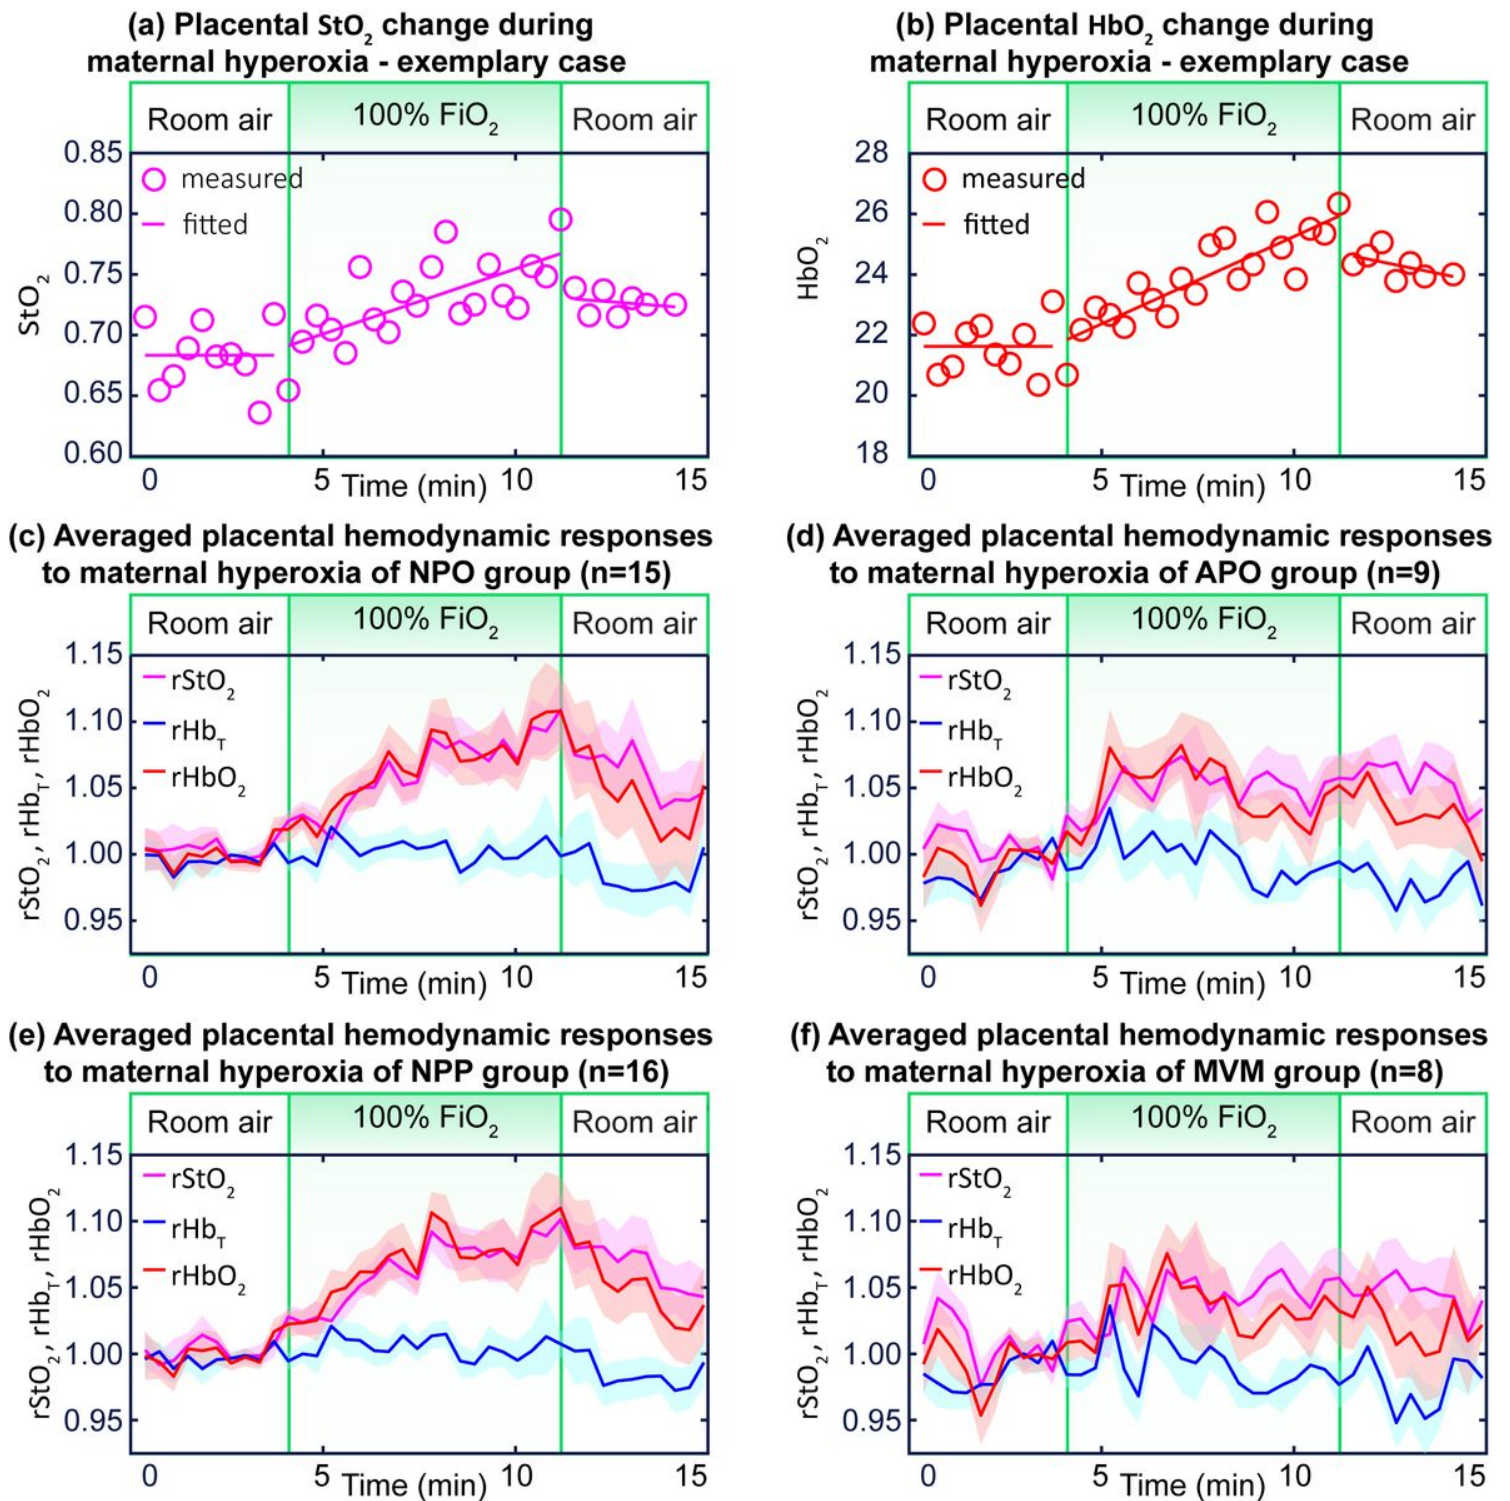 (a) Placental StO₂ change during
maternal hyperoxia - exemplary case
Room air
100% FiO₂
Room air
0.85
0.80
0.75
0.70
0.65
0.60
StO₂
measured
fitted
0
5
Time (min)
10
15
(b) Placental HbO₂ change during
maternal hyperoxia - exemplary case
Room air
100% FiO₂
Room air
28
26
24
22
20
18
HbO₂
measured
fitted
0
5
Time (min)
10
15
(c) Averaged placental hemodynamic responses
to maternal hyperoxia of NPO group (n=15)
Room air
100% FiO₂
Room air
1.15
1.10
1.05
1.00
0.95
rStO₂, rHb_T, rHbO₂
rStO₂
rHb_T
rHbO₂
0
5
Time (min)
10
15
(d) Averaged placental hemodynamic responses
to maternal hyperoxia of APO group (n=9)
Room air
100% FiO₂
Room air
1.15
1.10
1.05
1.00
0.95
rStO₂, rHb_T, rHbO₂
rStO₂
rHb_T
rHbO₂
0
5
Time (min)
10
15
(e) Averaged placental hemodynamic responses
to maternal hyperoxia of NPP group (n=16)
Room air
100% FiO₂
Room air
1.15
1.10
1.05
1.00
0.95
rStO₂, rHb_T, rHbO₂
rStO₂
rHb_T
rHbO₂
0
5
Time (min)
10
15
(f) Averaged placental hemodynamic responses
to maternal hyperoxia of MVM group (n=8)
Room air
100% FiO₂
Room air
1.15
1.10
1.05
1.00
0.95
rStO₂, rHb_T, rHbO₂
rStO₂
rHb_T
rHbO₂
0
5
Time (min)
10
15